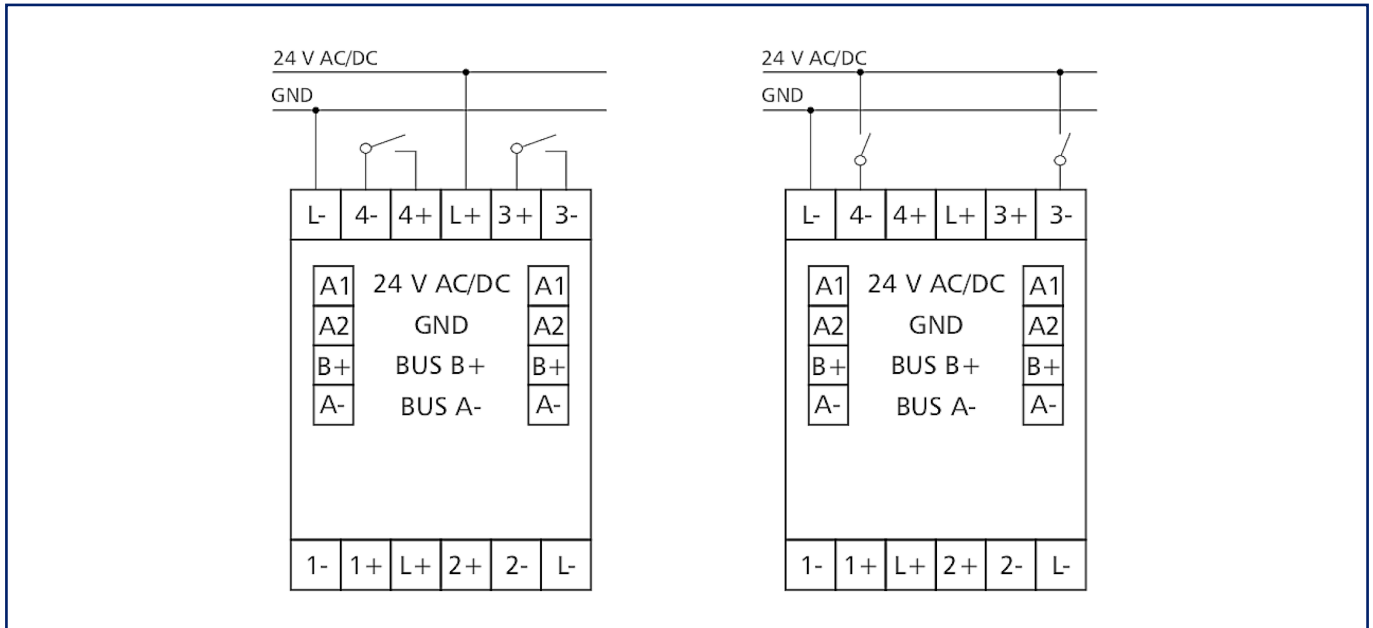 24 V AC/DC
GND
L- 4- 4+ L+ 3+ 3-
A1 24 V AC/DC A1
A2 GND A2
B+ BUS B+ B+
A- BUS A- A-
1- 1+ L+ 2+ 2- L-
24 V AC/DC
GND
L- 4- 4+ L+ 3+ 3-
A1 24 V AC/DC A1
A2 GND A2
B+ BUS B+ B+
A- BUS A- A-
1- 1+ L+ 2+ 2- L-